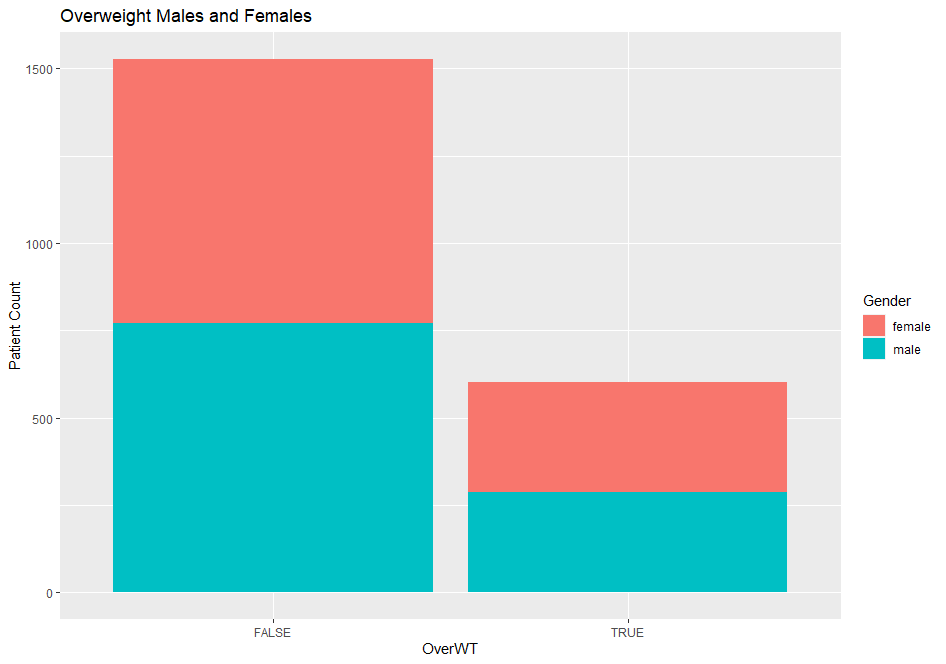 Overweight Males and Females
Patient Count
1500
1000
500
0
FALSE
TRUE
OverWT
Gender
female
male